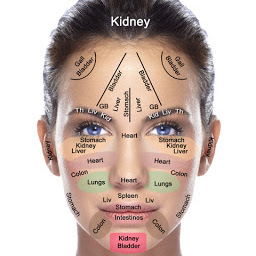 Kidney
Gall
Bladder
Bladder
Bladder
Gall
Bladder
Liver
Stomach
Liver
Th Liv Kid
GB
GB
Kid Liv Th
Heart
Stomach
Kidney
Liver
Stomach
Kidney
Liver
Kidney
Kidney
Heart
Heart
Colon
Lungs
Heart
Lungs
Colon
Stomach
Liv
Spleen
Liv
Stomach
Stomach
Intestines
Colon
Colon
Kidney
Bladder